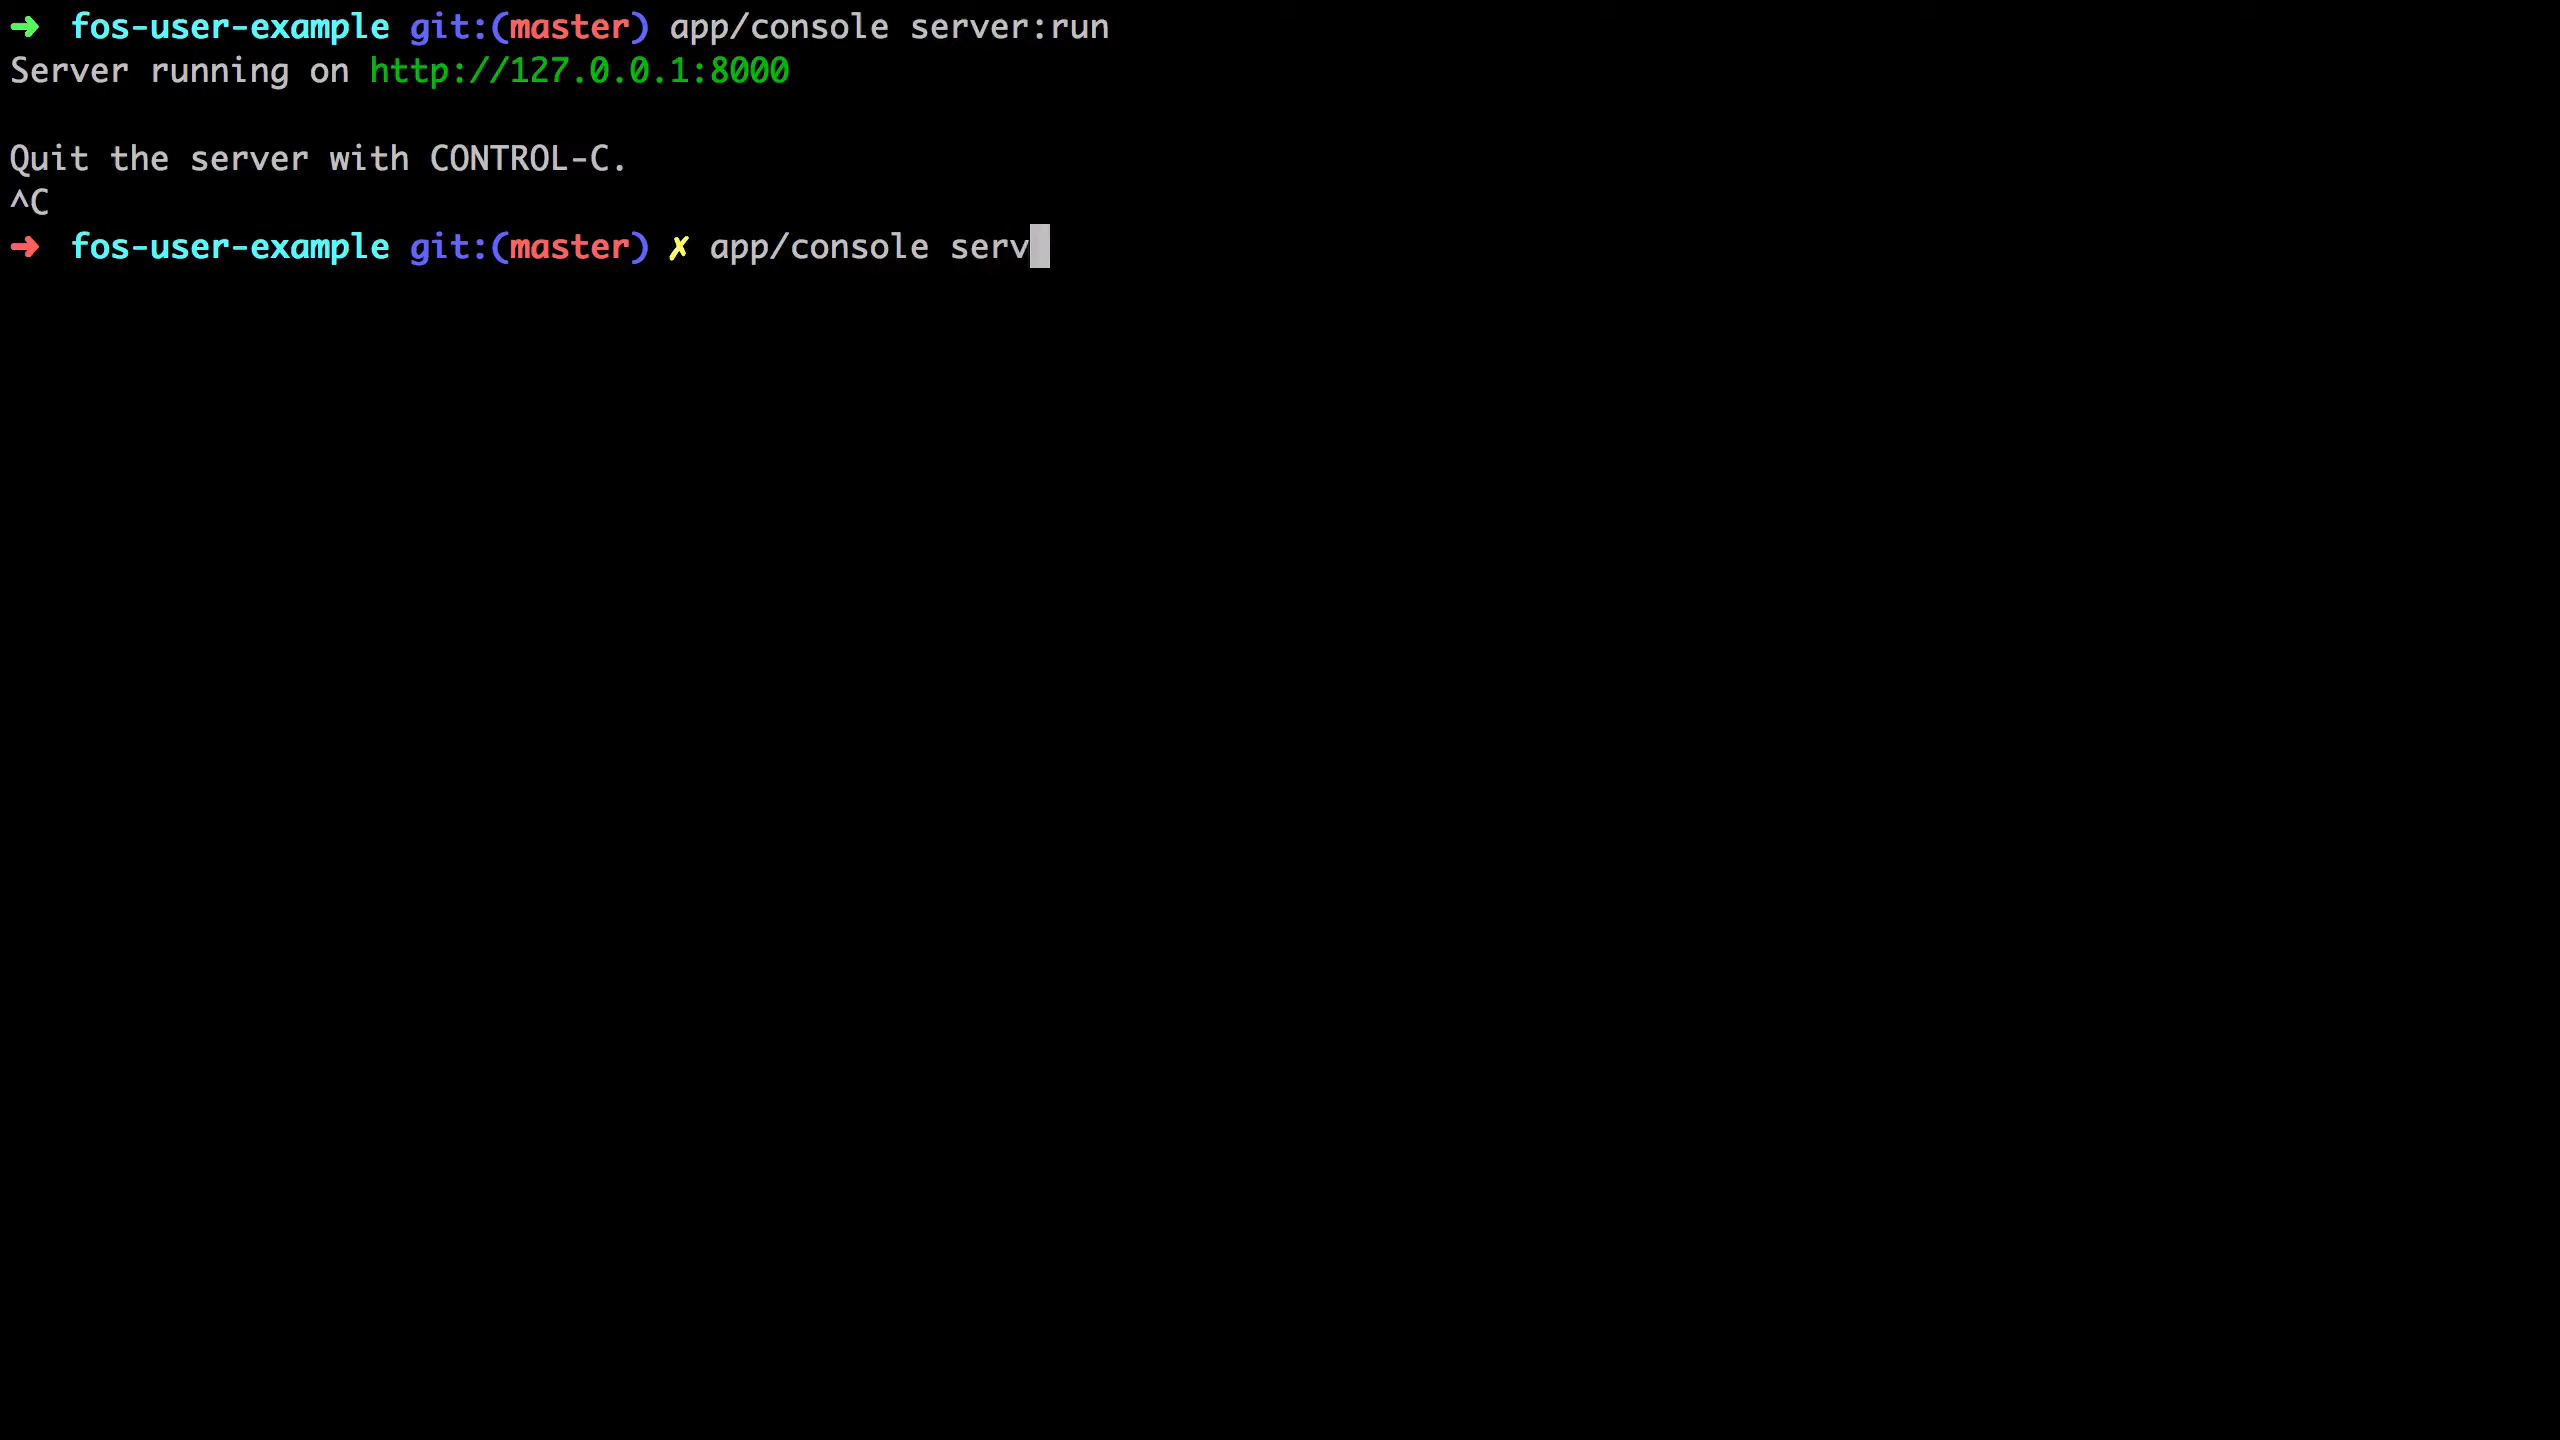 ➜ fos-user-example git:(master) app/console server:run
Server running on http://127.0.0.1:8000
Quit the server with CONTROL-C.
^C
➜ fos-user-example git:(master) ✗ app/console serv